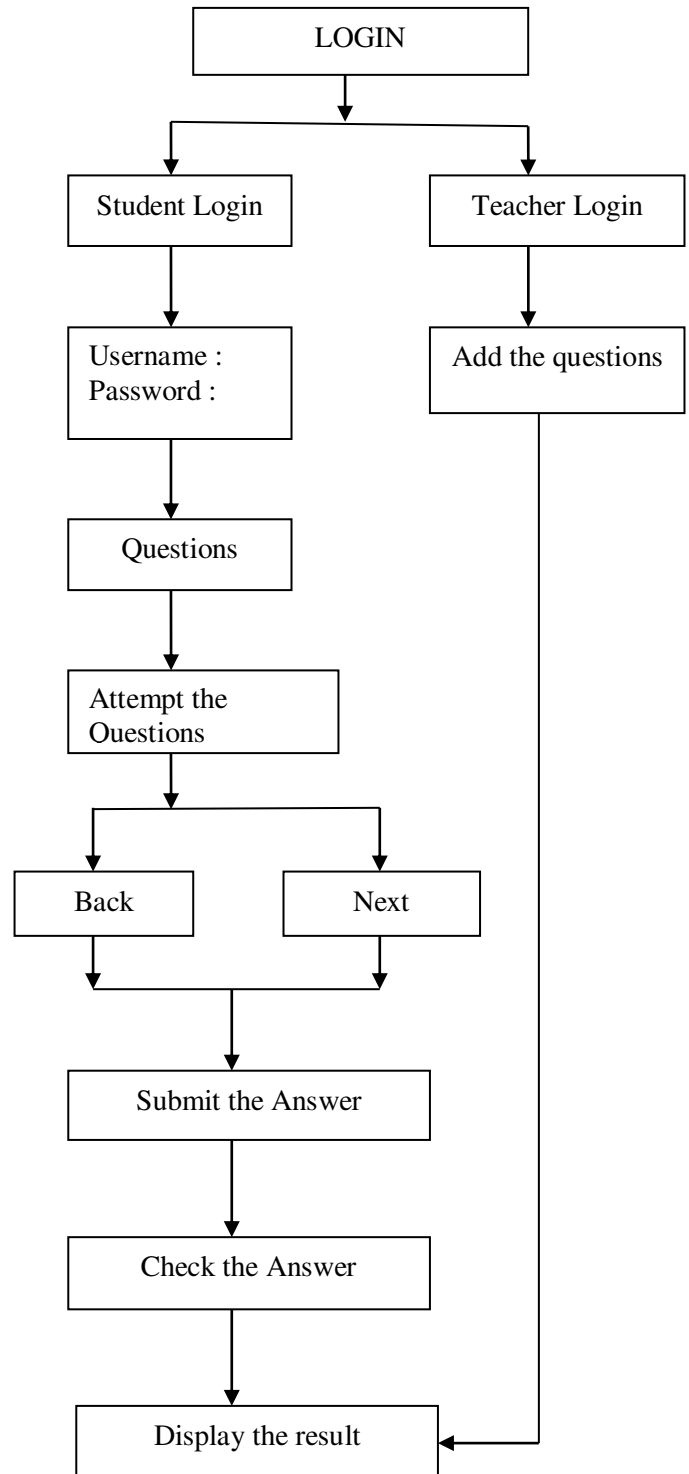 LOGIN
Student Login
Teacher Login
Username :
Password :
Add the questions
Questions
Attempt the
Questions
Back
Next
Submit the Answer
Check the Answer
Display the result